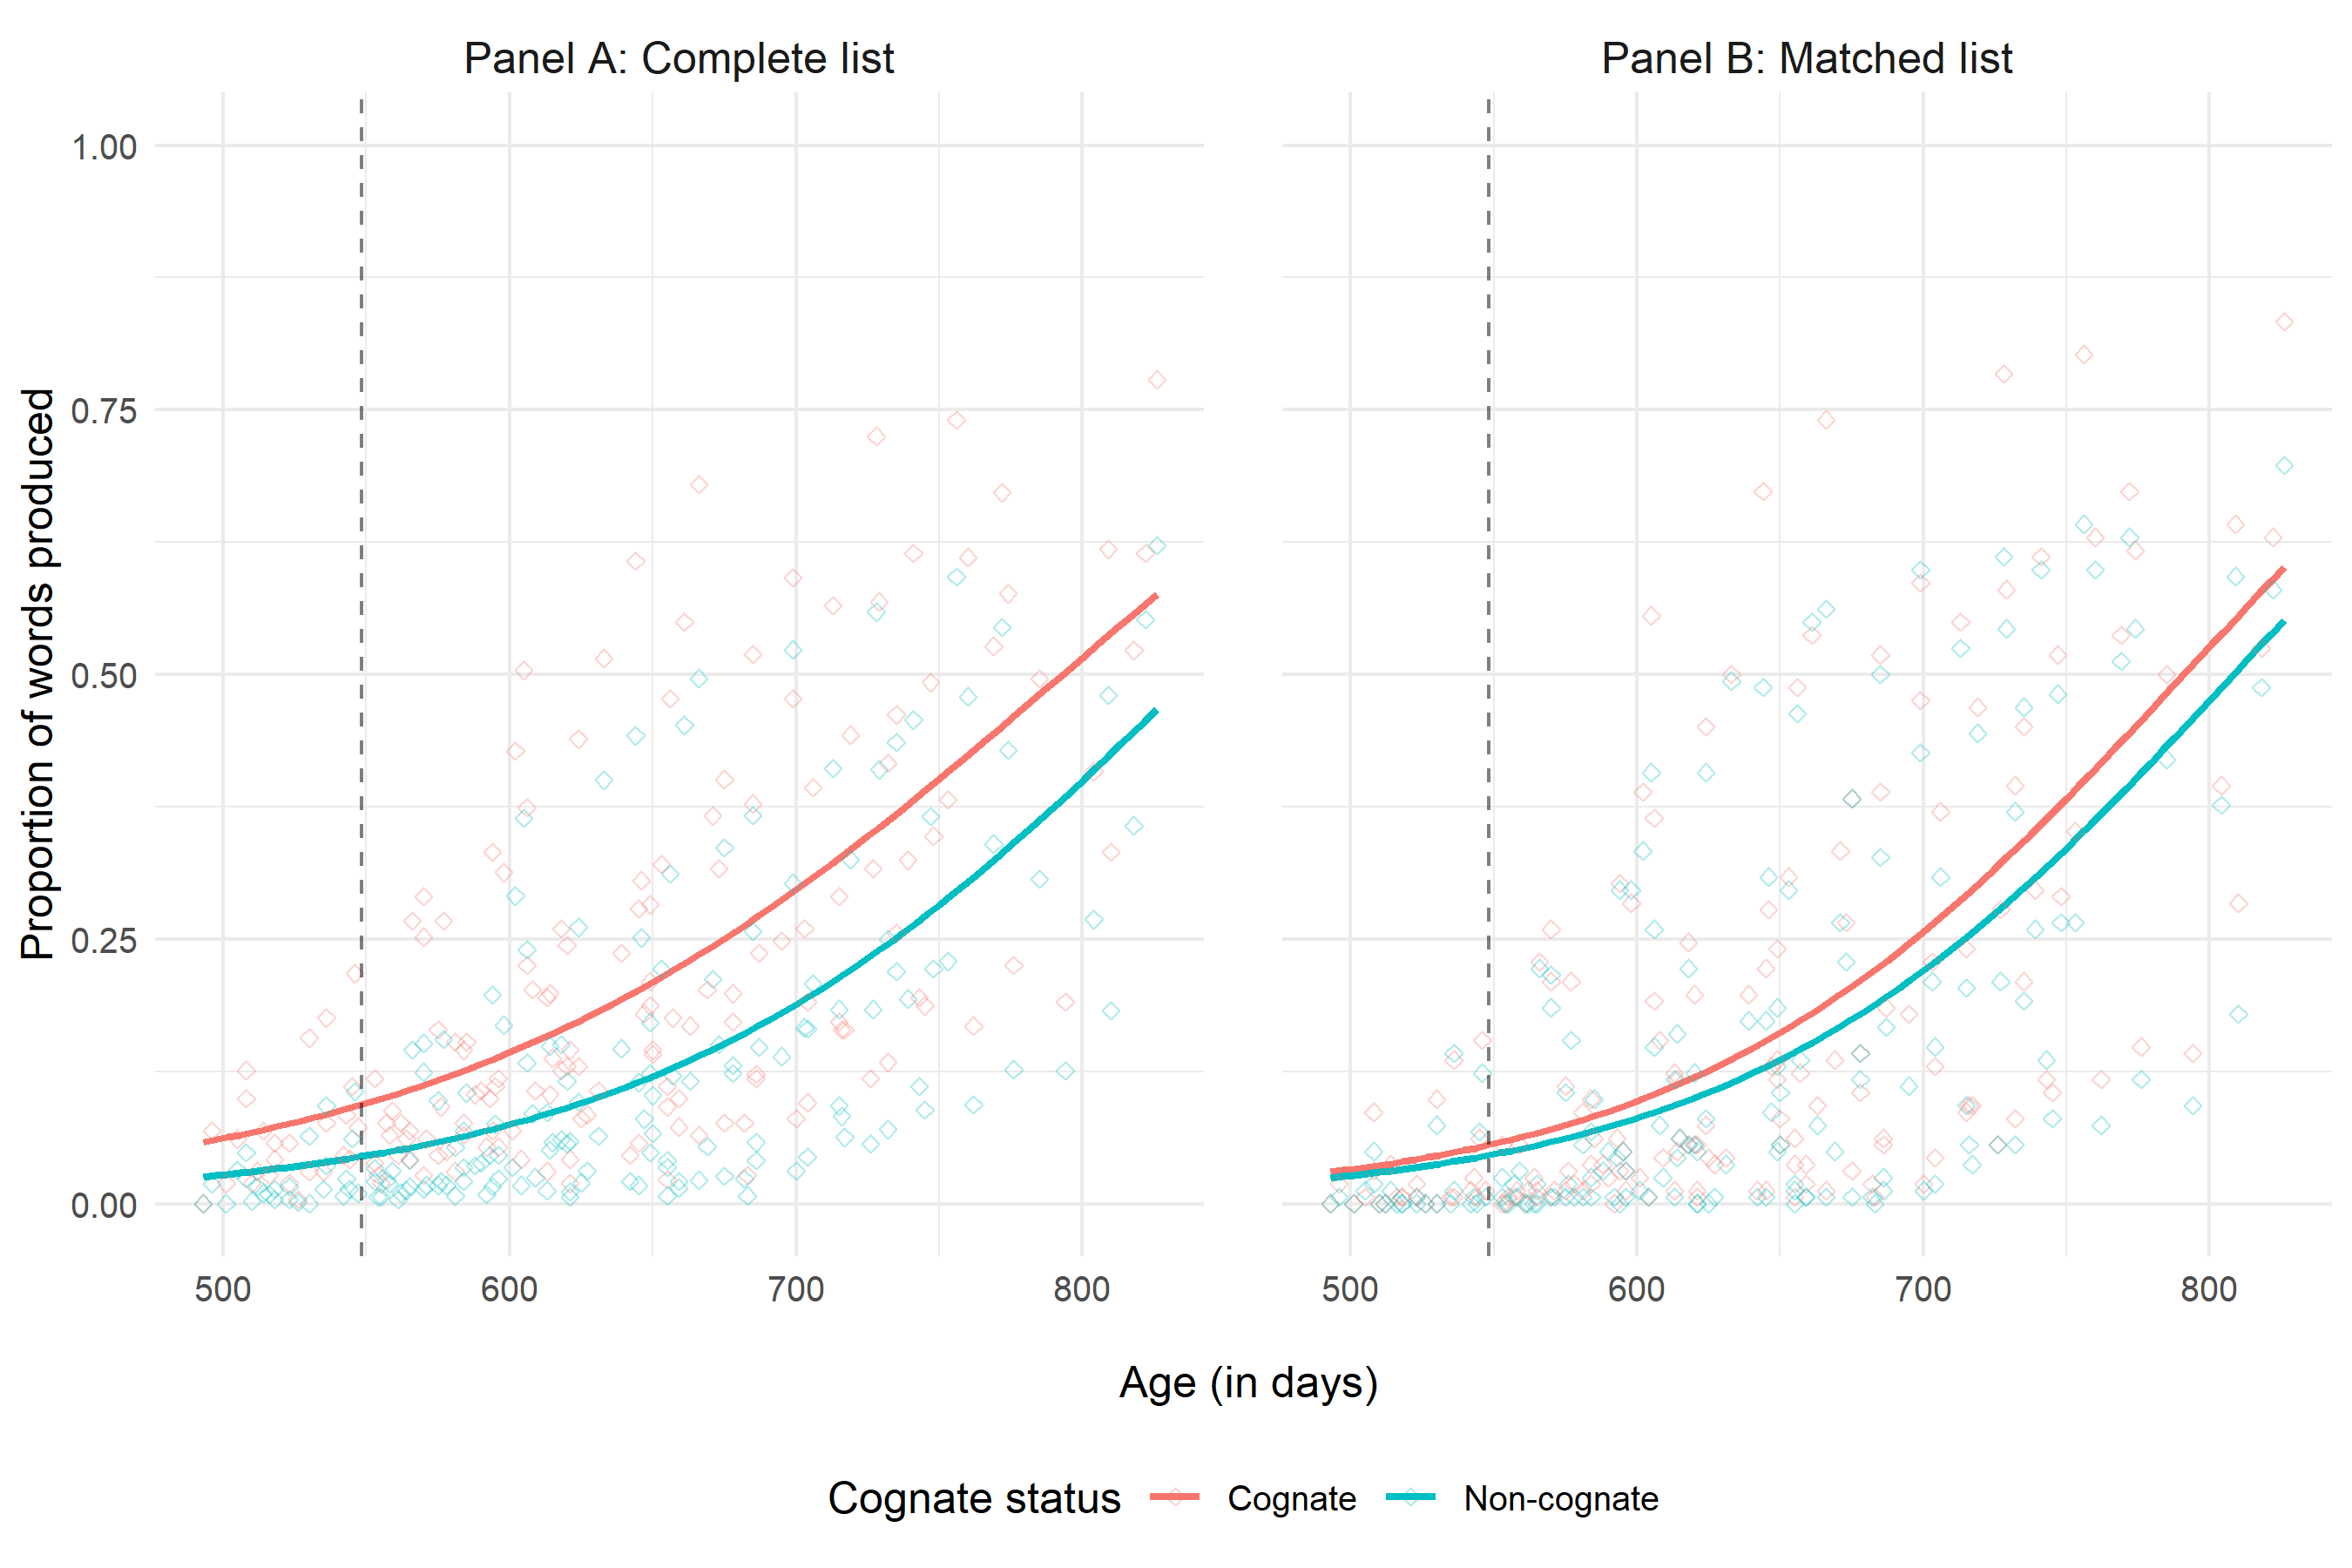 Panel A: Complete list
Panel B: Matched list
Proportion of words produced
1.00
0.75
0.50
0.25
0.00
500 600 700 800
500 600 700 800
Age (in days)
Cognate status Cognate Non-cognate